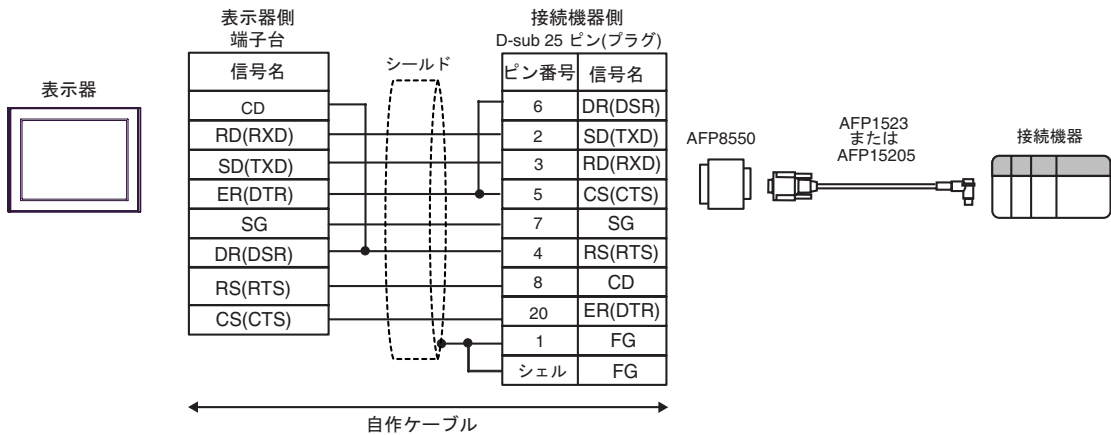 表示器
表示器側
端子台
信号名
CD
RD(RXD)
SD(TXD)
ER(DTR)
SG
DR(DSR)
RS(RTS)
CS(CTS)
シールド
接続機器側
D-sub 25 ピン(プラグ)
ピン番号 信号名
6 DR(DSR)
2 SD(TXD)
3 RD(RXD)
5 CS(CTS)
7 SG
4 RS(RTS)
8 CD
20 ER(DTR)
1 FG
シェル FG
自作ケーブル
AFP8550
AFP1523
または
AFP15205
接続機器